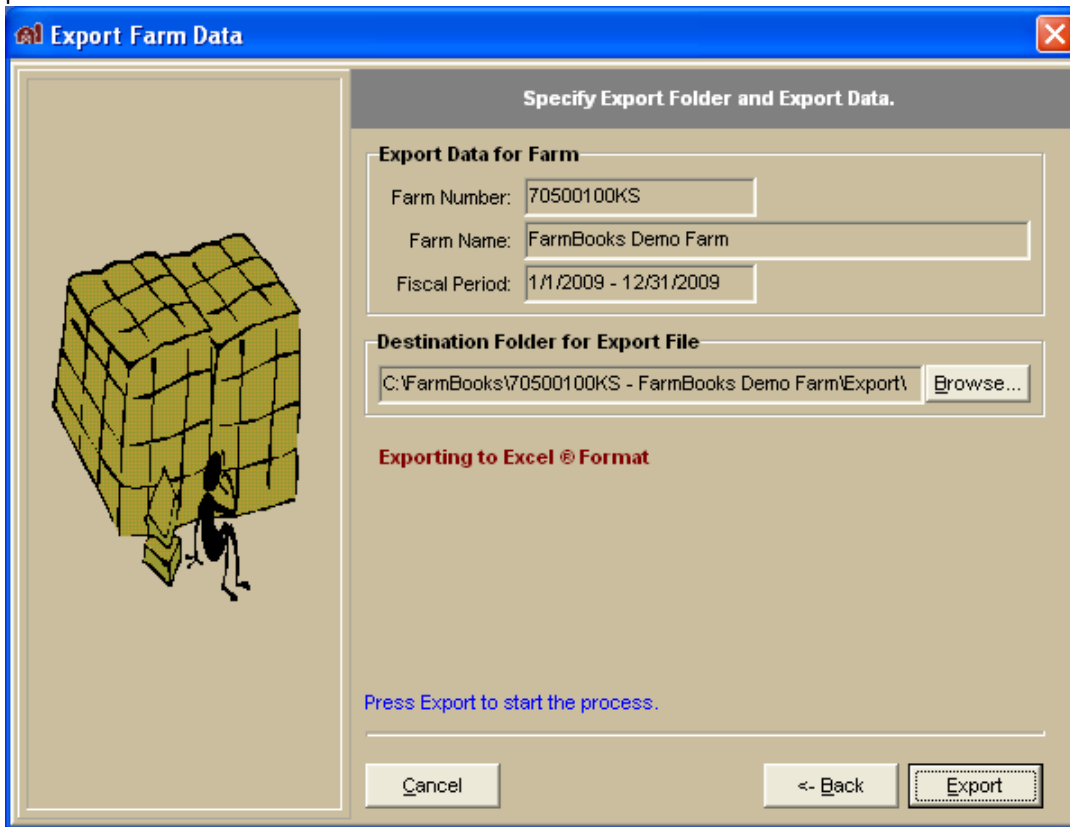 Export Farm Data
Specify Export Folder and Export Data.
Export Data for Farm
Farm Number: 70500100KS
Farm Name: FarmBooks Demo Farm
Fiscal Period: 1/1/2009 - 12/31/2009
Destination Folder for Export File
C:\FarmBooks\70500100KS - FarmBooks Demo Farm\Export\ Browse...
Exporting to Excel ® Format
Press Export to start the process.
Cancel <- Back Export